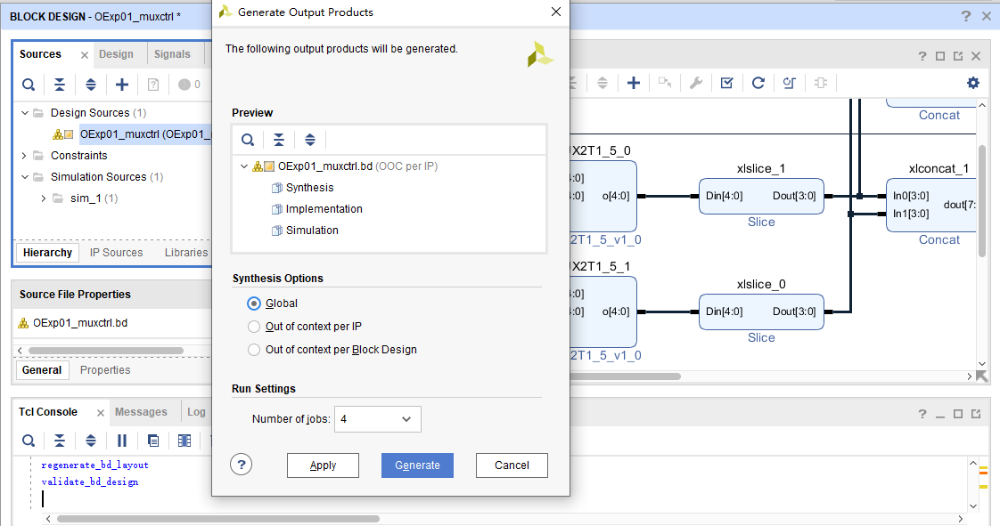 BLOCK DESIGN - OExp01_muxctrl *
Generate Output Products
The following output products will be generated.
Preview
OExp01_muxctrl.bd (OOC per IP)
Synthesis
Implementation
Simulation
Synthesis Options
Global
Out of context per IP
Out of context per Block Design
Run Settings
Number of jobs: 4
Apply
Generate
Cancel
Sources
Design
Signals
0
Design Sources (1)
OExp01_muxctrl (OExp01_
Constraints
Simulation Sources (1)
sim_1 (1)
Hierarchy
IP Sources
Libraries
Source File Properties
OExp01_muxctrl.bd
General
Properties
Tcl Console
Messages
Log
regenerate_bd_layout
validate_bd_design
Concat
X2T1_5_0
:0]
4:0]
o[4:0]
2T1_5_v1_0
xlslice_1
Din[4:0]
Dout[3:0]
Slice
xlconcat_1
In0[3:0]
In1[3:0]
dout[7:
Concat
X2T1_5_1
:0]
4:0]
o[4:0]
2T1_5_v1_0
xlslice_0
Din[4:0]
Dout[3:0]
Slice